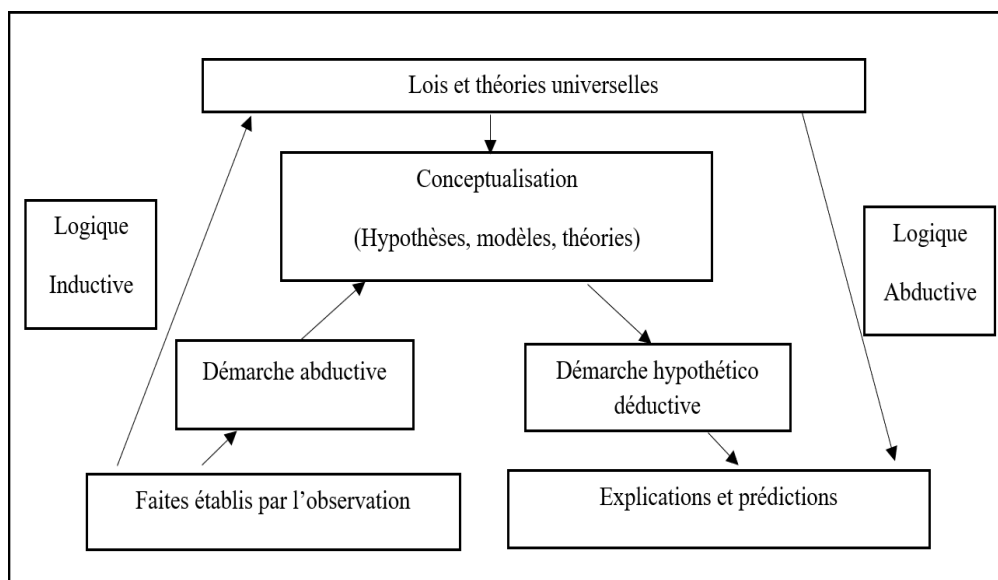 Lois et théories universelles
Conceptualisation
(Hypothèses, modèles, théories)
Logique
Inductive
Logique
Abductive
Démarche abductive
Démarche hypothético
déductive
Faites établis par l’observation
Explications et prédictions